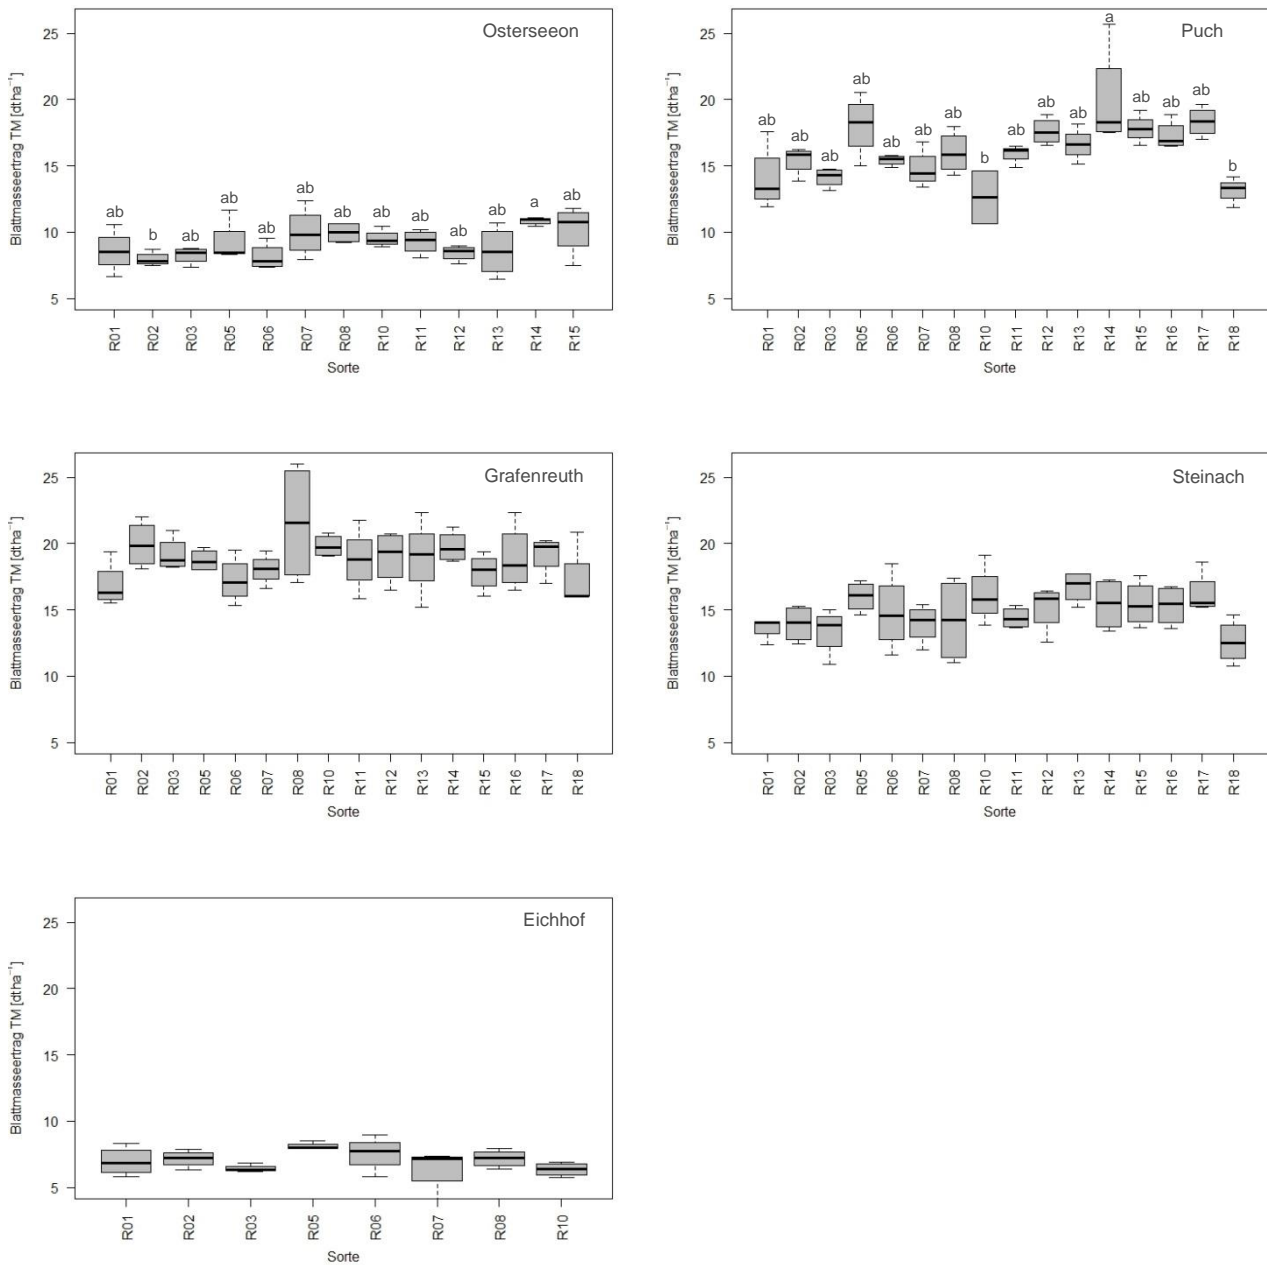 Osterseeon
Blattmasseertrag TM [dtha⁻¹]
25
20
15
10
5
ab b ab ab ab ab ab ab ab ab ab a ab
R01 R02 R03 R05 R06 R07 R08 R10 R11 R12 R13 R14 R15
Sorte
Puch
Blattmasseertrag TM [dtha⁻¹]
25
20
15
10
5
ab ab ab ab ab ab ab b ab ab ab a ab ab ab b
R01 R02 R03 R05 R06 R07 R08 R10 R11 R12 R13 R14 R15 R16 R17 R18
Sorte
Grafenreuth
Blattmasseertrag TM [dtha⁻¹]
25
20
15
10
5
R01 R02 R03 R05 R06 R07 R08 R10 R11 R12 R13 R14 R15 R16 R17 R18
Sorte
Steinach
Blattmasseertrag TM [dtha⁻¹]
25
20
15
10
5
R01 R02 R03 R05 R06 R07 R08 R10 R11 R12 R13 R14 R15 R16 R17 R18
Sorte
Eichhof
Blattmasseertrag TM [dtha⁻¹]
25
20
15
10
5
R01 R02 R03 R05 R06 R07 R08 R10
Sorte